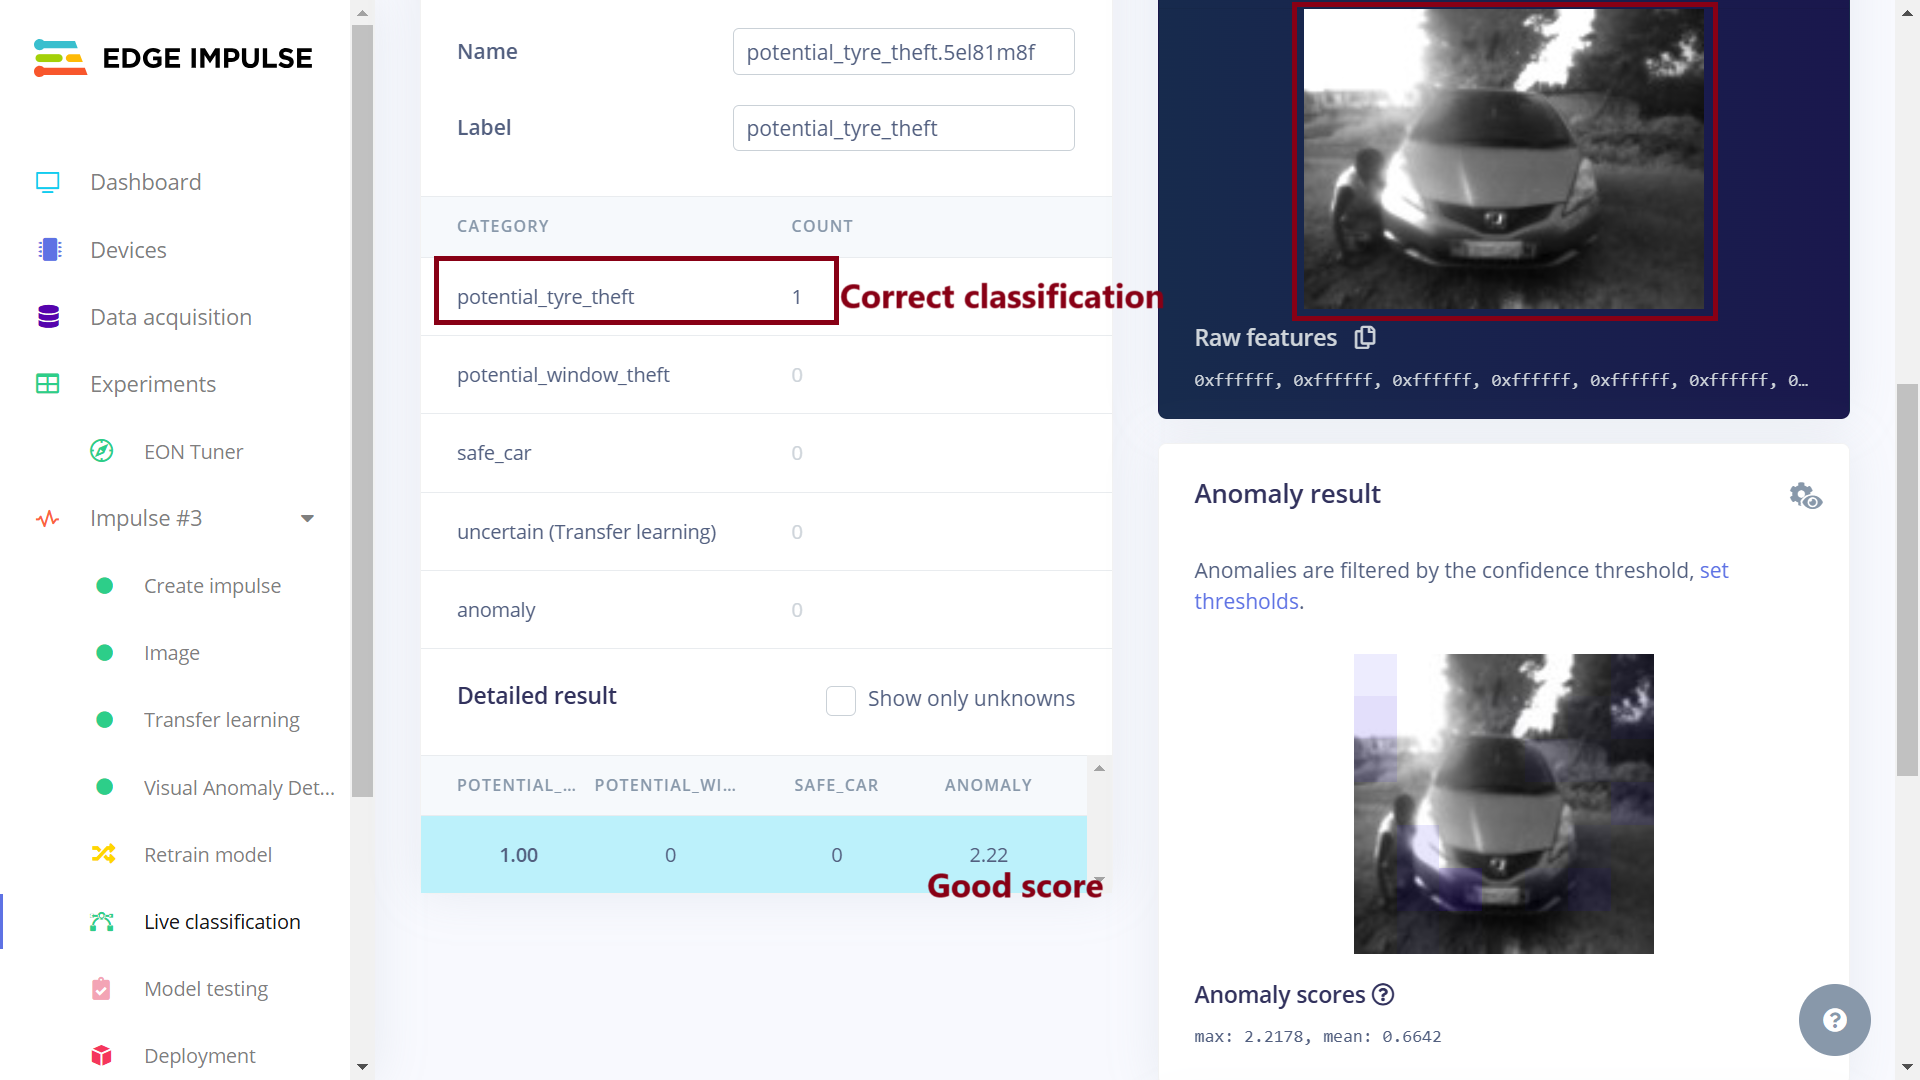 EDGE IMPULSE
Dashboard
Devices
Data acquisition
Experiments
EON Tuner
Impulse #3
Create impulse
Image
Transfer learning
Visual Anomaly Det...
Retrain model
Live classification
Model testing
Deployment
Name
potential_tyre_theft.5el81m8f
Label
potential_tyre_theft
CATEGORY COUNT
potential_tyre_theft 1
Correct classification
potential_window_theft 0
safe_car 0
uncertain (Transfer learning) 0
anomaly 0
Detailed result
Show only unknowns
POTENTIAL_... POTENTIAL_WI... SAFE_CAR ANOMALY
1.00 0 0 2.22
Good score
Raw features
0xffffff, 0xffffff, 0xffffff, 0xffffff, 0xffffff, 0xffffff, 0…
Anomaly result
Anomalies are filtered by the confidence threshold, set
thresholds.
Anomaly scores
max: 2.2178, mean: 0.6642